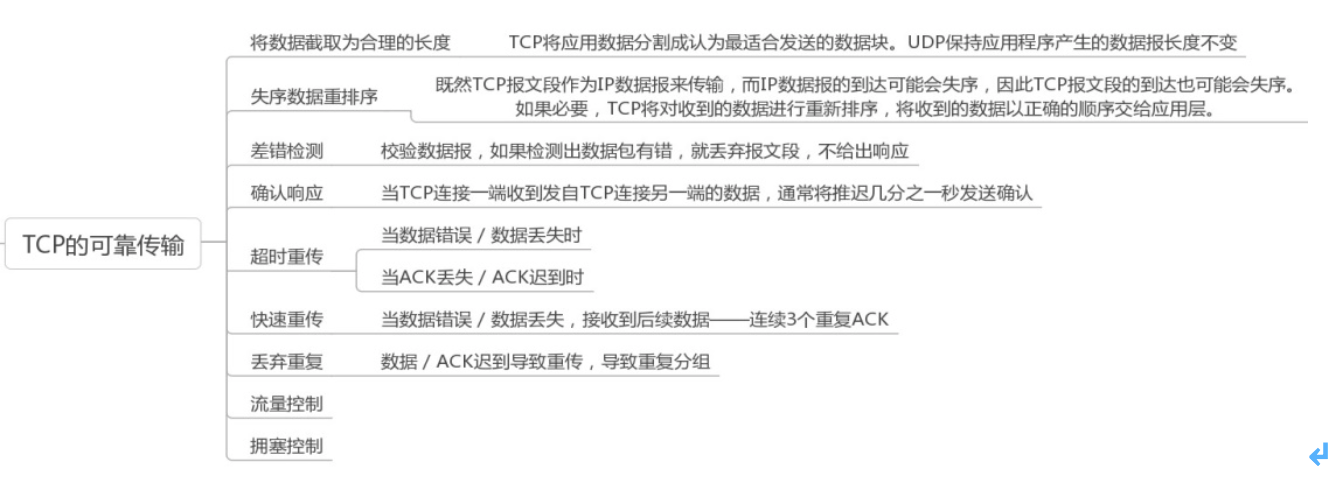 将数据截取为合理的长度 TCP将应用数据分割成认为最适合发送的数据块。UDP保持应用程序产生的数据报长度不变
失序数据重排序 既然TCP报文段作为IP数据报来传输，而IP数据报的到达可能会失序，因此TCP报文段的到达也可能会失序。
如果必要，TCP将对收到的数据进行重新排序，将收到的数据以正确的顺序交给应用层。
差错检测 校验数据报，如果检测出数据包有错，就丢弃报文段，不给出响应
确认响应 当TCP连接一端收到发自TCP连接另一端的数据，通常将推迟几分之一秒发送确认
TCP的可靠传输
超时重传
当数据错误 / 数据丢失时
当ACK丢失 / ACK迟到时
快速重传 当数据错误 / 数据丢失，接收到后续数据——连续3个重复ACK
丢弃重复 数据 / ACK迟到导致重传，导致重复分组
流量控制
拥塞控制